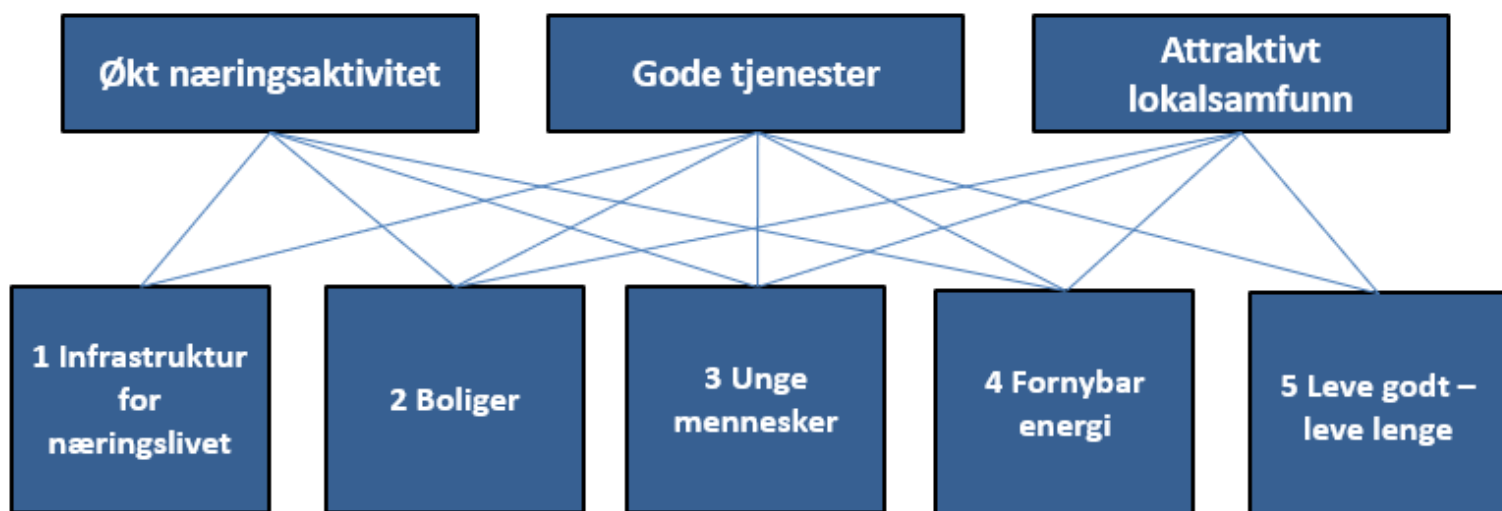 Økt næringsaktivitet
Gode tjenester
Attraktivt
lokalsamfunn
1 Infrastruktur
for
næringslivet
2 Boliger
3 Unge
mennesker
4 Fornybar
energi
5 Leve godt –
leve lenge